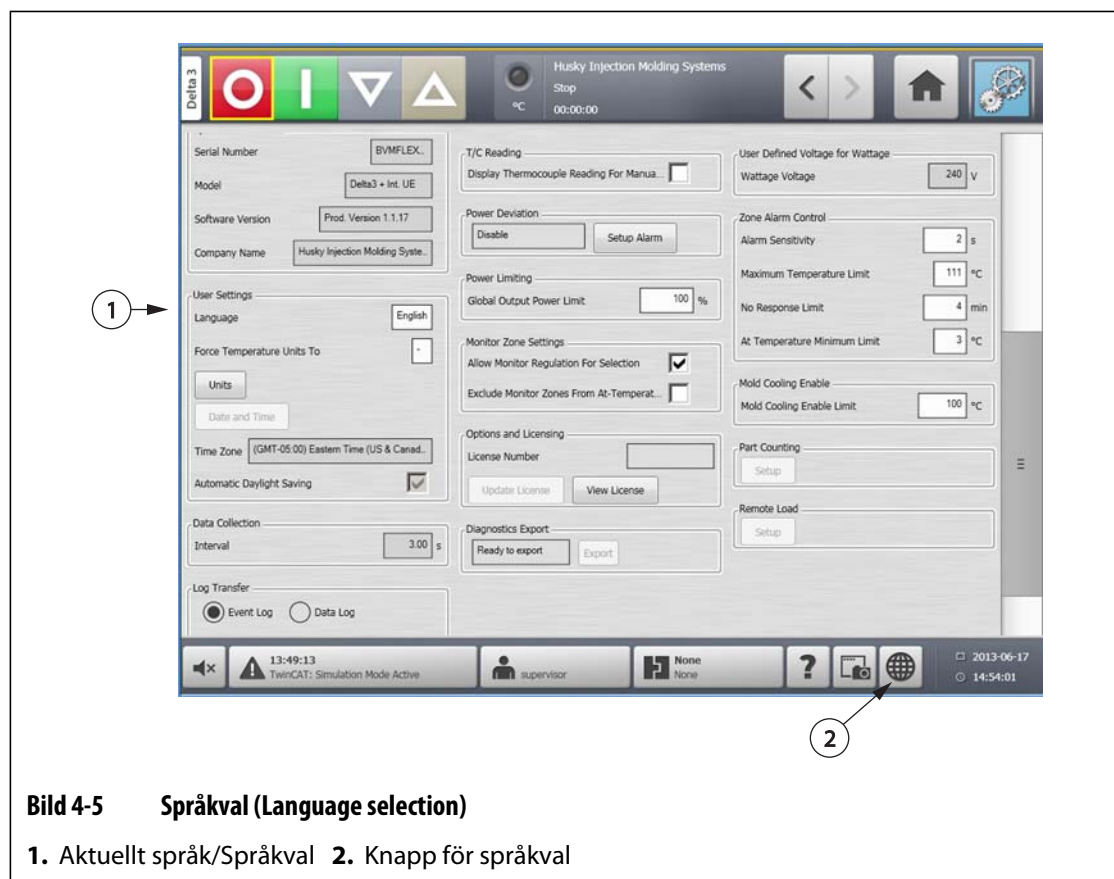 Delta 3
Husky Injection Molding Systems
Stop
°C
00:00:00
Serial Number
BVMFLEX..
Model
Delta3 + Int. UE
Software Version
Prod. Version 1.1.17
Company Name
Husky Injection Molding Syste..
1
User Settings
Language
English
Force Temperature Units To
-
Units
Date and Time
Time Zone
(GMT-05:00) Eastern Time (US & Canad..
Automatic Daylight Saving
Data Collection
Interval
3.00 s
Log Transfer
Event Log
Data Log
T/C Reading
Display Thermocouple Reading For Manua...
Power Deviation
Disable
Setup Alarm
Power Limiting
Global Output Power Limit
100 %
Monitor Zone Settings
Allow Monitor Regulation For Selection
Exclude Monitor Zones From At-Temperat...
Options and Licensing
License Number
Update License
View License
Diagnostics Export
Ready to export
Export
User Defined Voltage for Wattage
Wattage Voltage
240 V
Zone Alarm Control
Alarm Sensitivity
2 s
Maximum Temperature Limit
111 °C
No Response Limit
4 min
At Temperature Minimum Limit
3 °C
Mold Cooling Enable
Mold Cooling Enable Limit
100 °C
Part Counting
Setup
Remote Load
Setup
13:49:13
TwinCAT: Simulation Mode Active
supervisor
None
None
?
2013-06-17
14:54:01
2
Bild 4-5 Språkval (Language selection)
1. Aktuellt språk/Språkval 2. Knapp för språkval